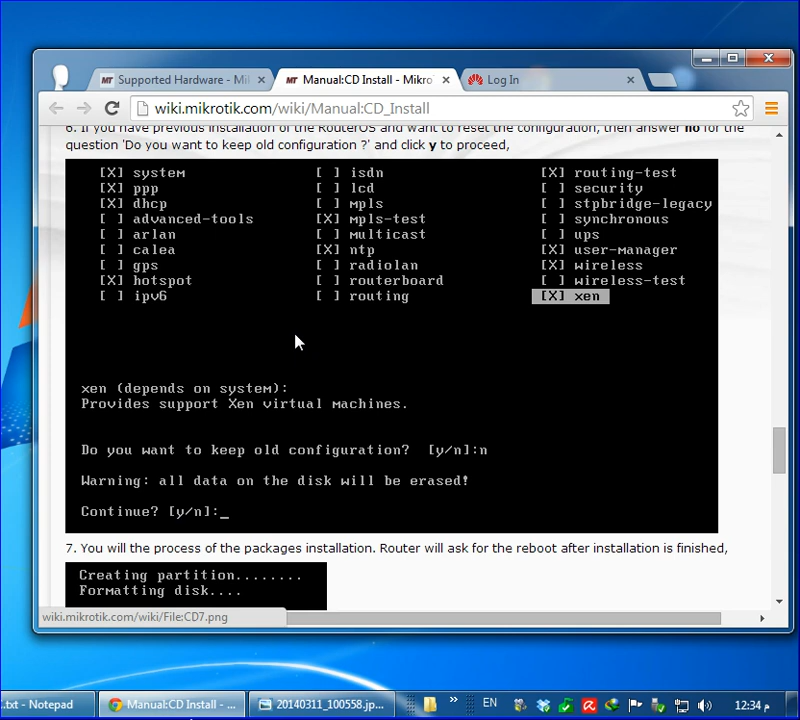 Supported Hardware - Mi
Manual:CD Install - Mikro
Log In
wiki.mikrotik.com/wiki/Manual:CD_Install
6. If you have previous installation of the RouterOS and want to reset the configuration, then answer no for the
question 'Do you want to keep old configuration ?' and click y to proceed,
[X] system [ ] isdn [X] routing-test
[X] ppp [ ] lcd [ ] security
[X] dhcp [ ] mpls [ ] stpbridge-legacy
[ ] advanced-tools [X] mpls-test [ ] synchronous
[ ] arlan [ ] multicast [ ] ups
[ ] calea [X] ntp [X] user-manager
[ ] gps [ ] radiolan [X] wireless
[X] hotspot [ ] routerboard [ ] wireless-test
[ ] ipv6 [ ] routing [X] xen
xen (depends on system):
Provides support Xen virtual machines.
Do you want to keep old configuration? [y/n]:n
Warning: all data on the disk will be erased!
Continue? [y/n]:_
7. You will the process of the packages installation. Router will ask for the reboot after installation is finished,
Creating partition........
Formatting disk....
wiki.mikrotik.com/wiki/File:CD7.png
.txt - Notepad
Manual:CD Install - ...
20140311_100558.jp...
EN
12:34 م